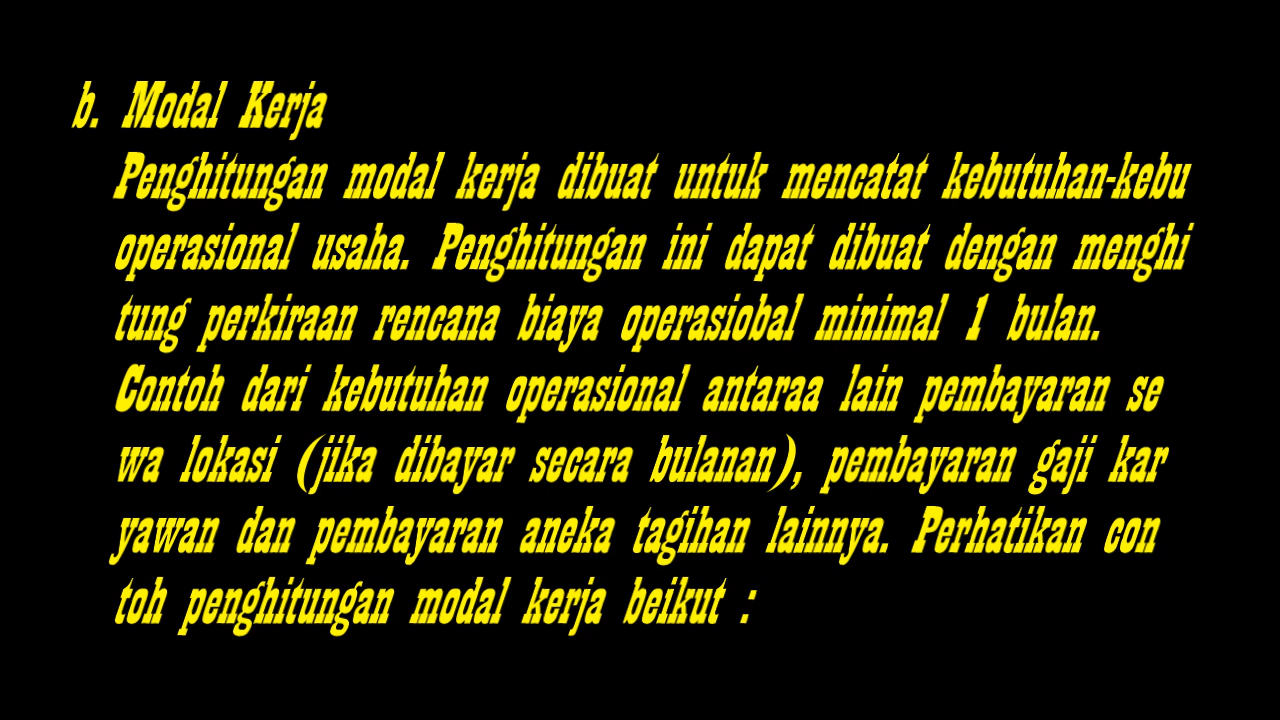 b. Modal Kerja
Penghitungan modal kerja dibuat untuk mencatat kebutuhan-kebu
operasional usaha. Penghitungan ini dapat dibuat dengan menghi
tung perkiraan rencana biaya operasiobal minimal 1 bulan.
Contoh dari kebutuhan operasional antaraa lain pembayaran se
wa lokasi (jika dibayar secara bulanan), pembayaran gaji kar
yawan dan pembayaran aneka tagihan lainnya. Perhatikan con
toh penghitungan modal kerja beikut :